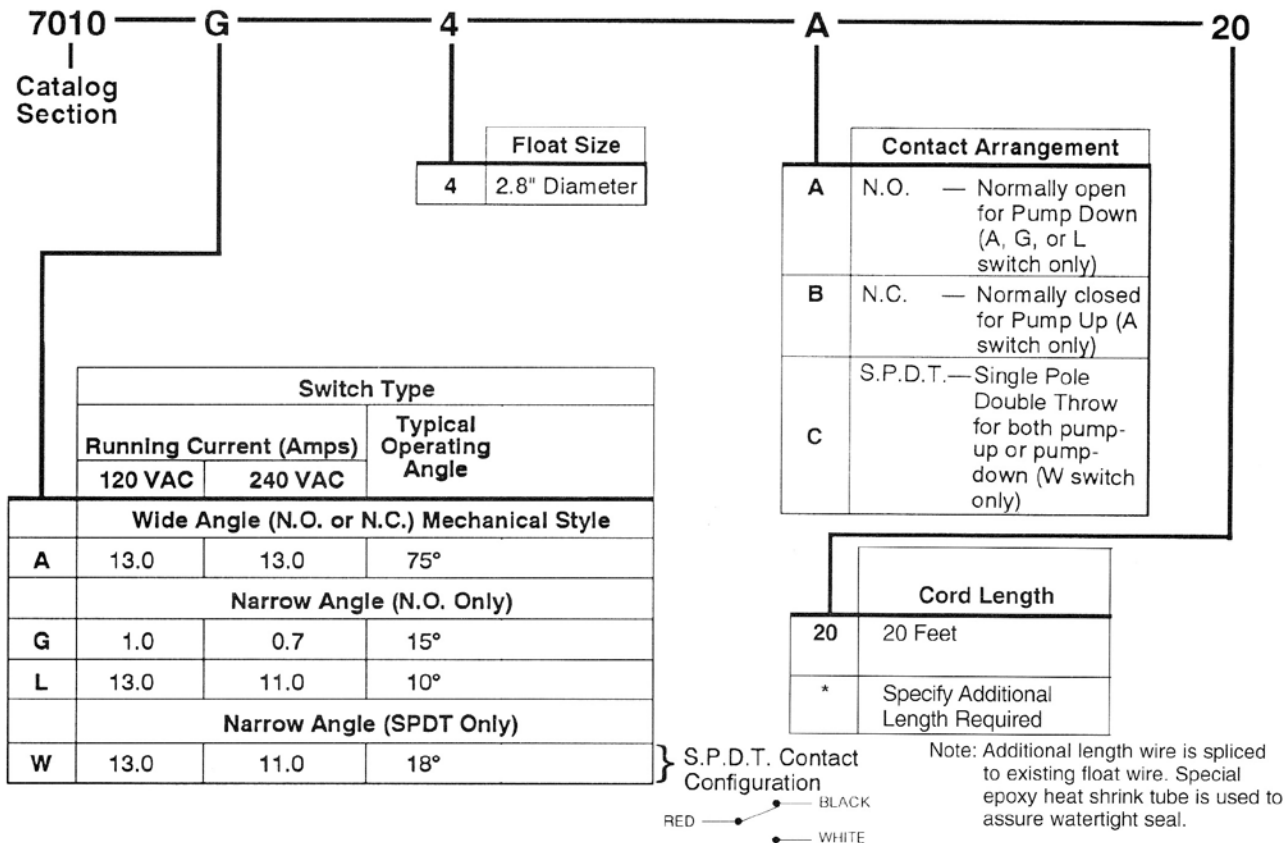 7010 G 4 A 20
Catalog
Section
Float Size
4 2.8" Diameter
Contact Arrangement
A N.O. — Normally open
for Pump Down
(A, G, or L
switch only)
B N.C. — Normally closed
for Pump Up (A
switch only)
C S.P.D.T.—Single Pole
Double Throw
for both pump-
up or pump-
down (W switch
only)
Switch Type
Running Current (Amps)
120 VAC 240 VAC
Typical
Operating
Angle
Wide Angle (N.O. or N.C.) Mechanical Style
A 13.0 13.0 75°
Narrow Angle (N.O. Only)
G 1.0 0.7 15°
L 13.0 11.0 10°
Narrow Angle (SPDT Only)
W 13.0 11.0 18°
S.P.D.T. Contact
Configuration
RED
BLACK
WHITE
Cord Length
20 20 Feet
* Specify Additional
Length Required
Note: Additional length wire is spliced
to existing float wire. Special
epoxy heat shrink tube is used to
assure watertight seal.